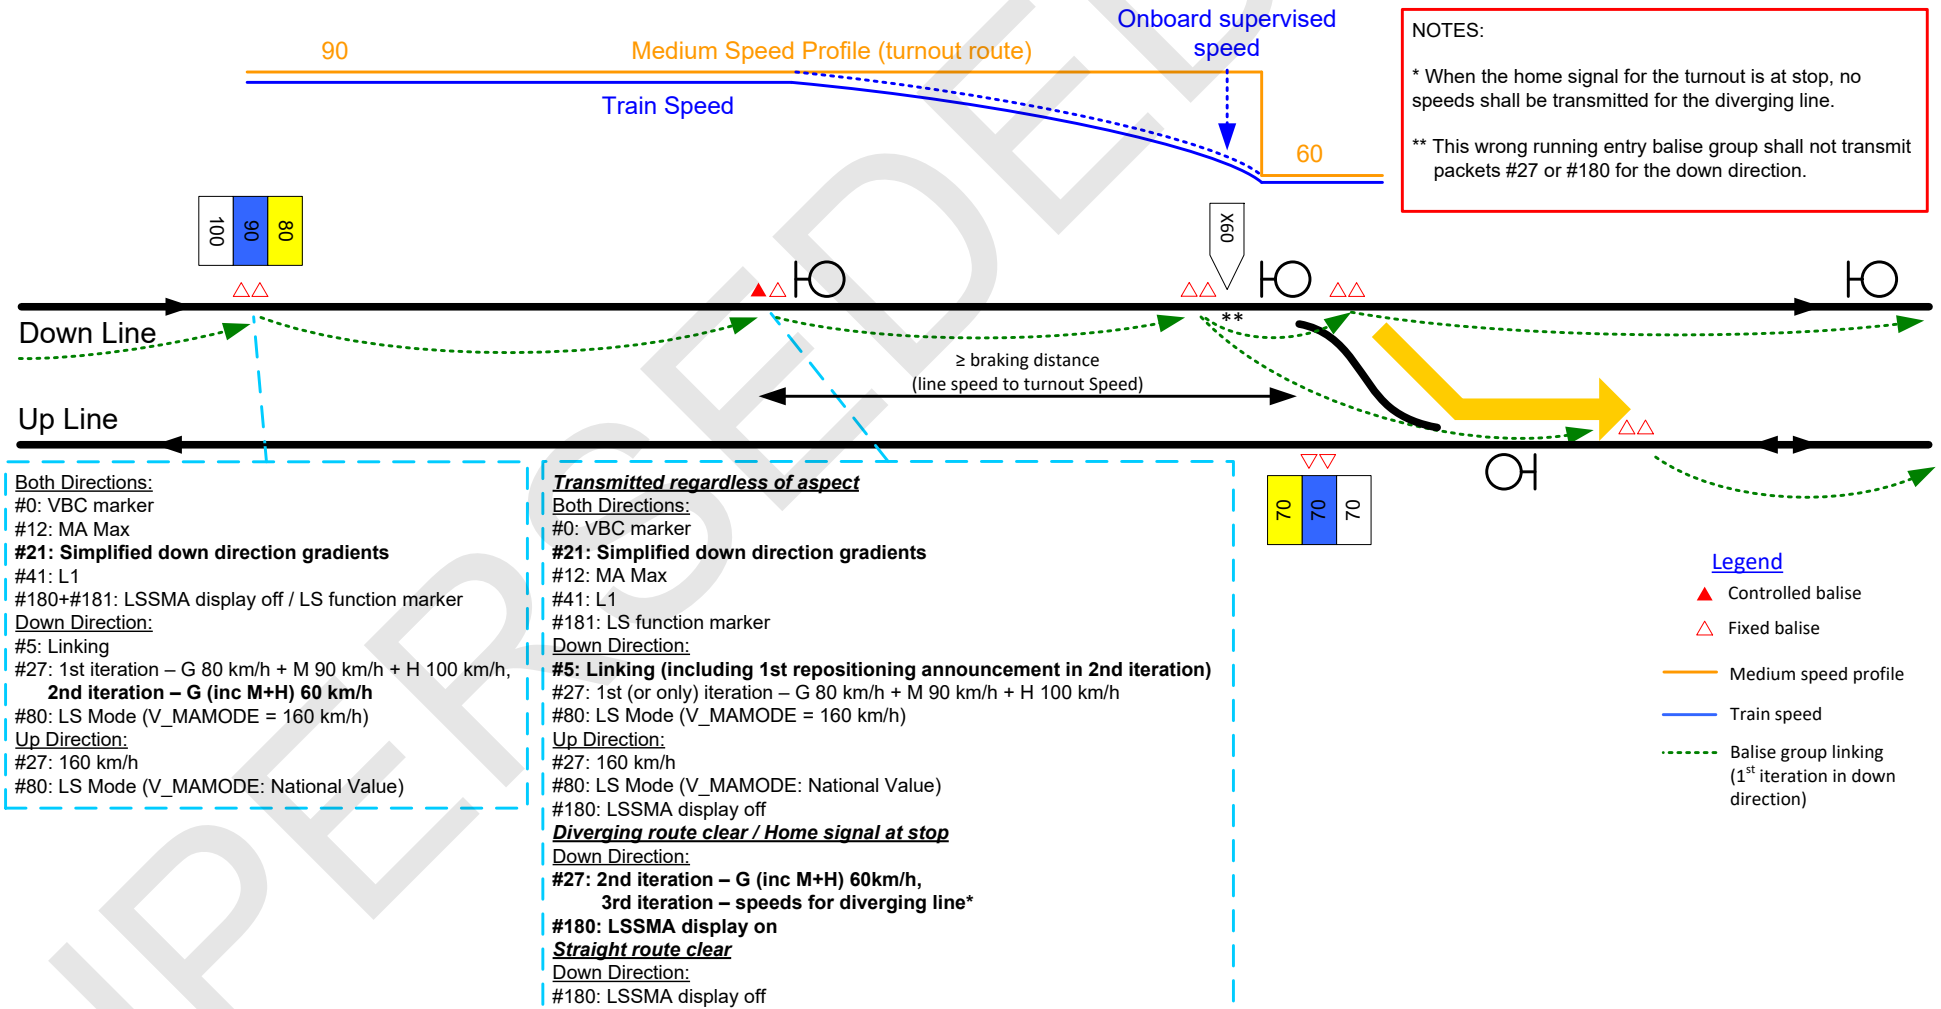 Onboard supervised
speed
90
Medium Speed Profile (turnout route)
Train Speed
60
NOTES:
* When the home signal for the turnout is at stop, no
speeds shall be transmitted for the diverging line.
** This wrong running entry balise group shall not transmit
packets #27 or #180 for the down direction.
100
90
80
X60
Down Line
**
≥ braking distance
(line speed to turnout Speed)
Up Line
70
70
70
Both Directions:
#0: VBC marker
#12: MA Max
#21: Simplified down direction gradients
#41: L1
#180+#181: LSSMA display off / LS function marker
Down Direction:
#5: Linking
#27: 1st iteration – G 80 km/h + M 90 km/h + H 100 km/h,
2nd iteration – G (inc M+H) 60 km/h
#80: LS Mode (V_MAMODE = 160 km/h)
Up Direction:
#27: 160 km/h
#80: LS Mode (V_MAMODE: National Value)
Transmitted regardless of aspect
Both Directions:
#0: VBC marker
#21: Simplified down direction gradients
#12: MA Max
#41: L1
#181: LS function marker
Down Direction:
#5: Linking (including 1st repositioning announcement in 2nd iteration)
#27: 1st (or only) iteration – G 80 km/h + M 90 km/h + H 100 km/h
#80: LS Mode (V_MAMODE = 160 km/h)
Up Direction:
#27: 160 km/h
#80: LS Mode (V_MAMODE: National Value)
#180: LSSMA display off
Diverging route clear / Home signal at stop
Down Direction:
#27: 2nd iteration – G (inc M+H) 60km/h,
3rd iteration – speeds for diverging line*
#180: LSSMA display on
Straight route clear
Down Direction:
#180: LSSMA display off
Legend
Controlled balise
Fixed balise
Medium speed profile
Train speed
Balise group linking
(1st iteration in down
direction)
UPERSEDED